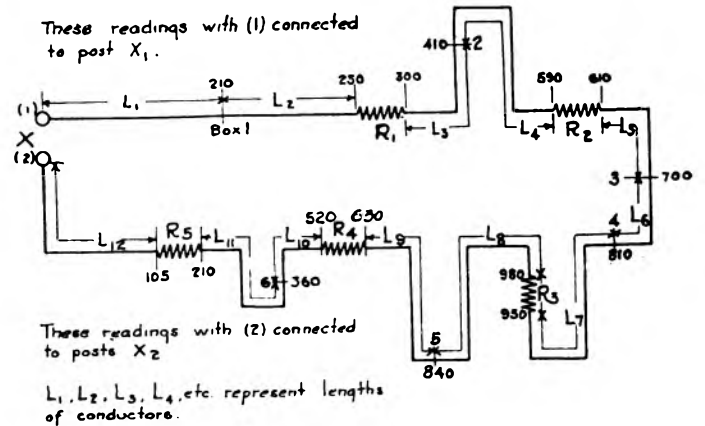 These readings with (1) connected
to post X₁.
410
2
210
250
300
590
610
(1)
L₁
L₂
Box 1
R₁
L₃
L₄
R₂
L₅
X
(2)
3
700
L₁₂
R₅
L₁₁
L₁₀
520
630
R₄
L₉
L₈
4
L₆
810
105
210
6
360
980
R₃
950
L₇
5
840
These readings with (2) connected
to posts X₂
L₁, L₂, L₃, L₄, etc. represent lengths
of conductors.